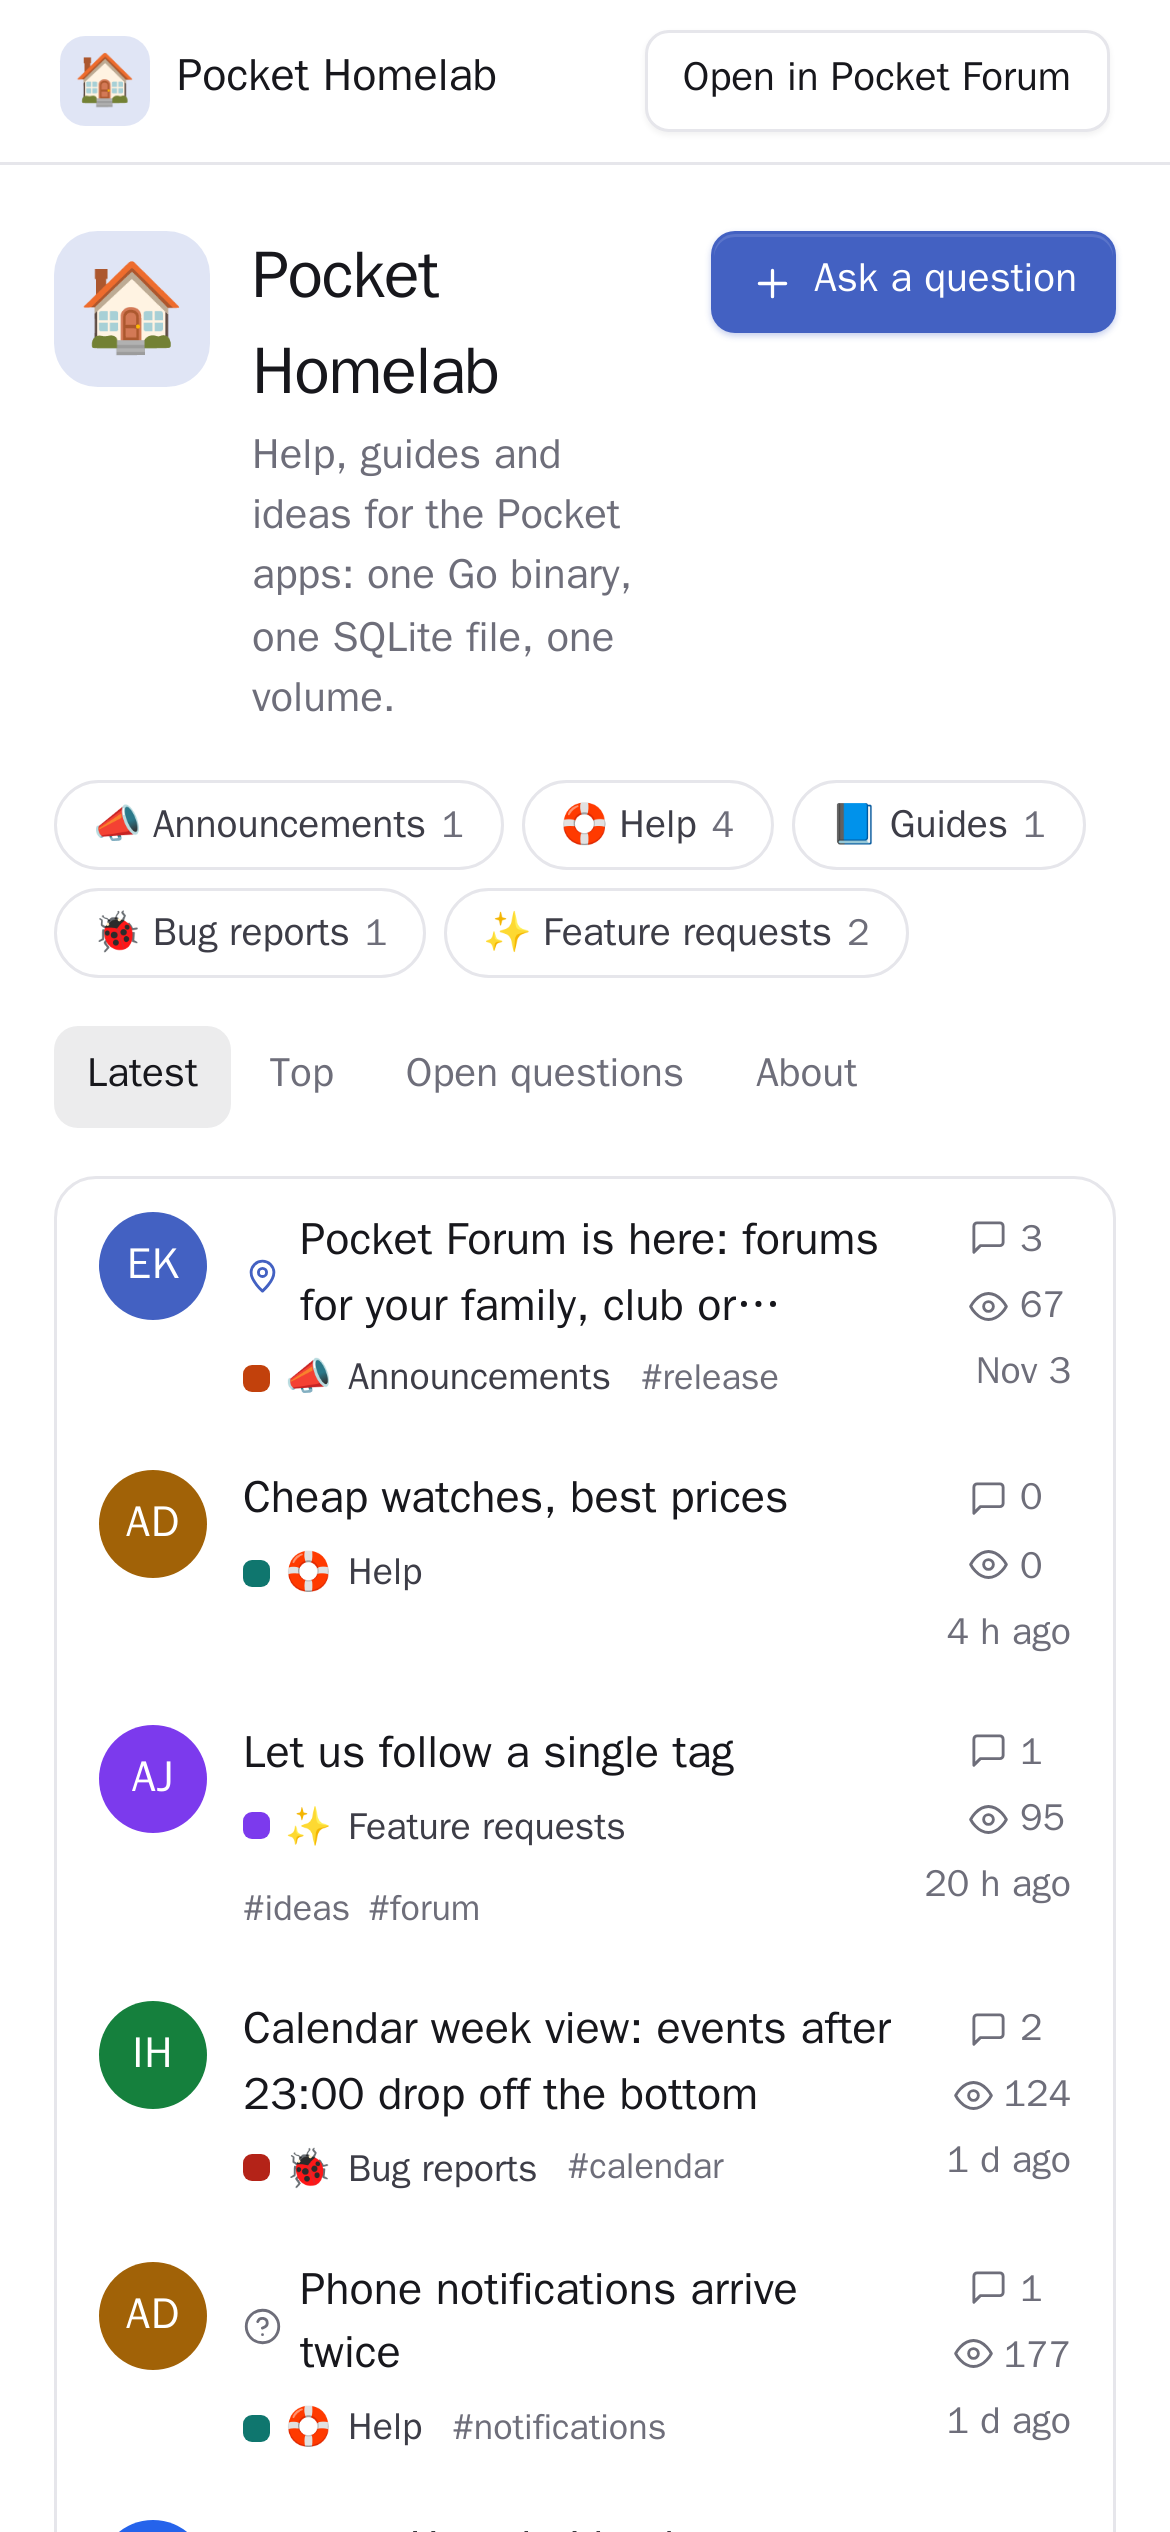 Pocket Homelab
Open in Pocket Forum
Pocket
Homelab
+ Ask a question
Help, guides and
ideas for the Pocket
apps: one Go binary,
one SQLite file, one
volume.
Announcements 1
Help 4
Guides 1
Bug reports 1
Feature requests 2
Latest
Top
Open questions
About
EK
Pocket Forum is here: forums
for your family, club or…
3
67
Nov 3
Announcements #release
AD
Cheap watches, best prices
0
0
4 h ago
Help
AJ
Let us follow a single tag
1
95
20 h ago
Feature requests
#ideas #forum
IH
Calendar week view: events after
23:00 drop off the bottom
2
124
1 d ago
Bug reports #calendar
AD
Phone notifications arrive
twice
1
177
1 d ago
Help #notifications